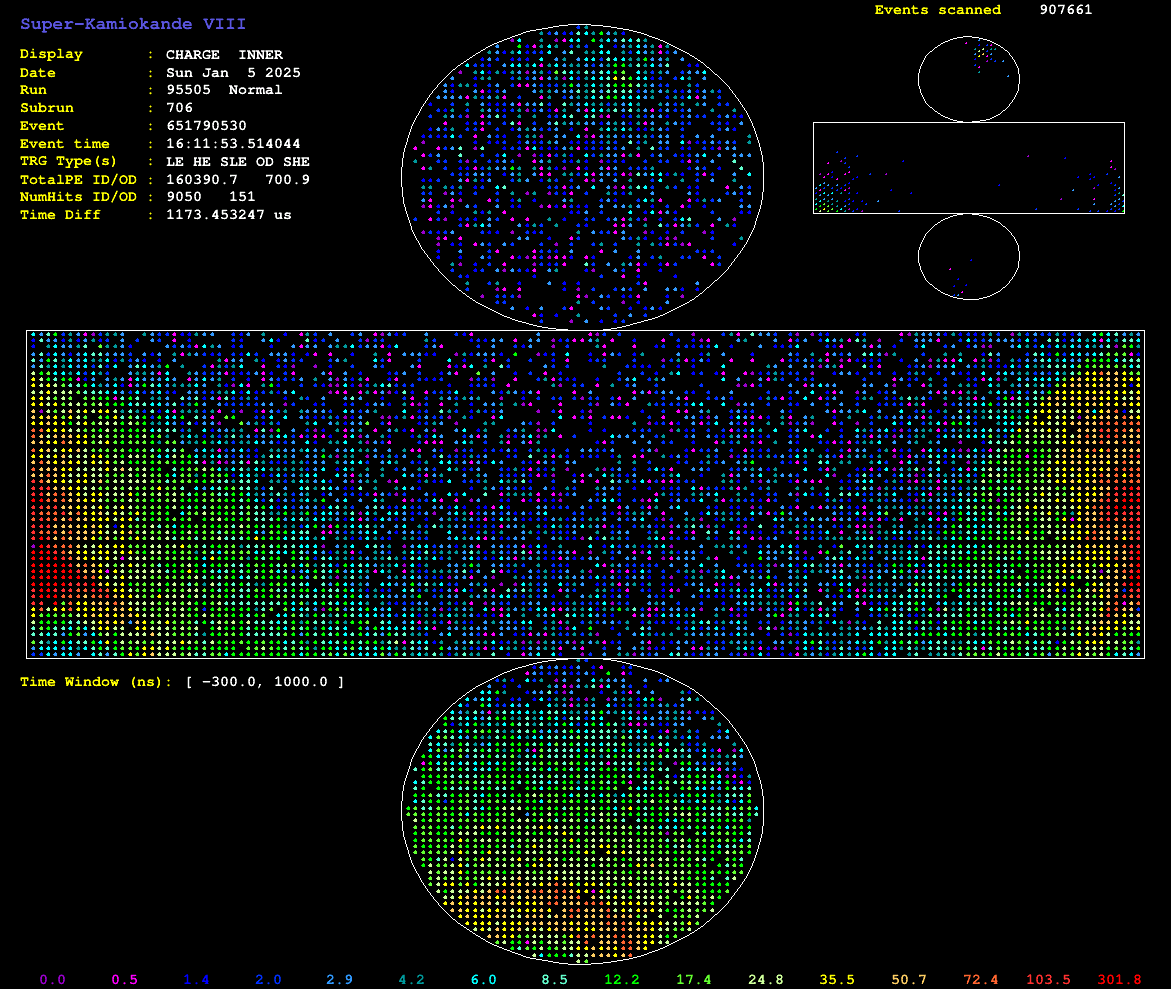 Super-Kamiokande VIII
Events scanned 907661
Display : CHARGE INNER
Date : Sun Jan 5 2025
Run : 95505 Normal
Subrun : 706
Event : 651790530
Event time : 16:11:53.514044
TRG Type(s) : LE HE SLE OD SHE
TotalPE ID/OD : 160390.7 700.9
NumHits ID/OD : 9050 151
Time Diff : 1173.453247 us
Time Window (ns): [ -300.0, 1000.0 ]
0.0 0.5 1.4 2.0 2.9 4.2 6.0 8.5 12.2 17.4 24.8 35.5 50.7 72.4 103.5 301.8